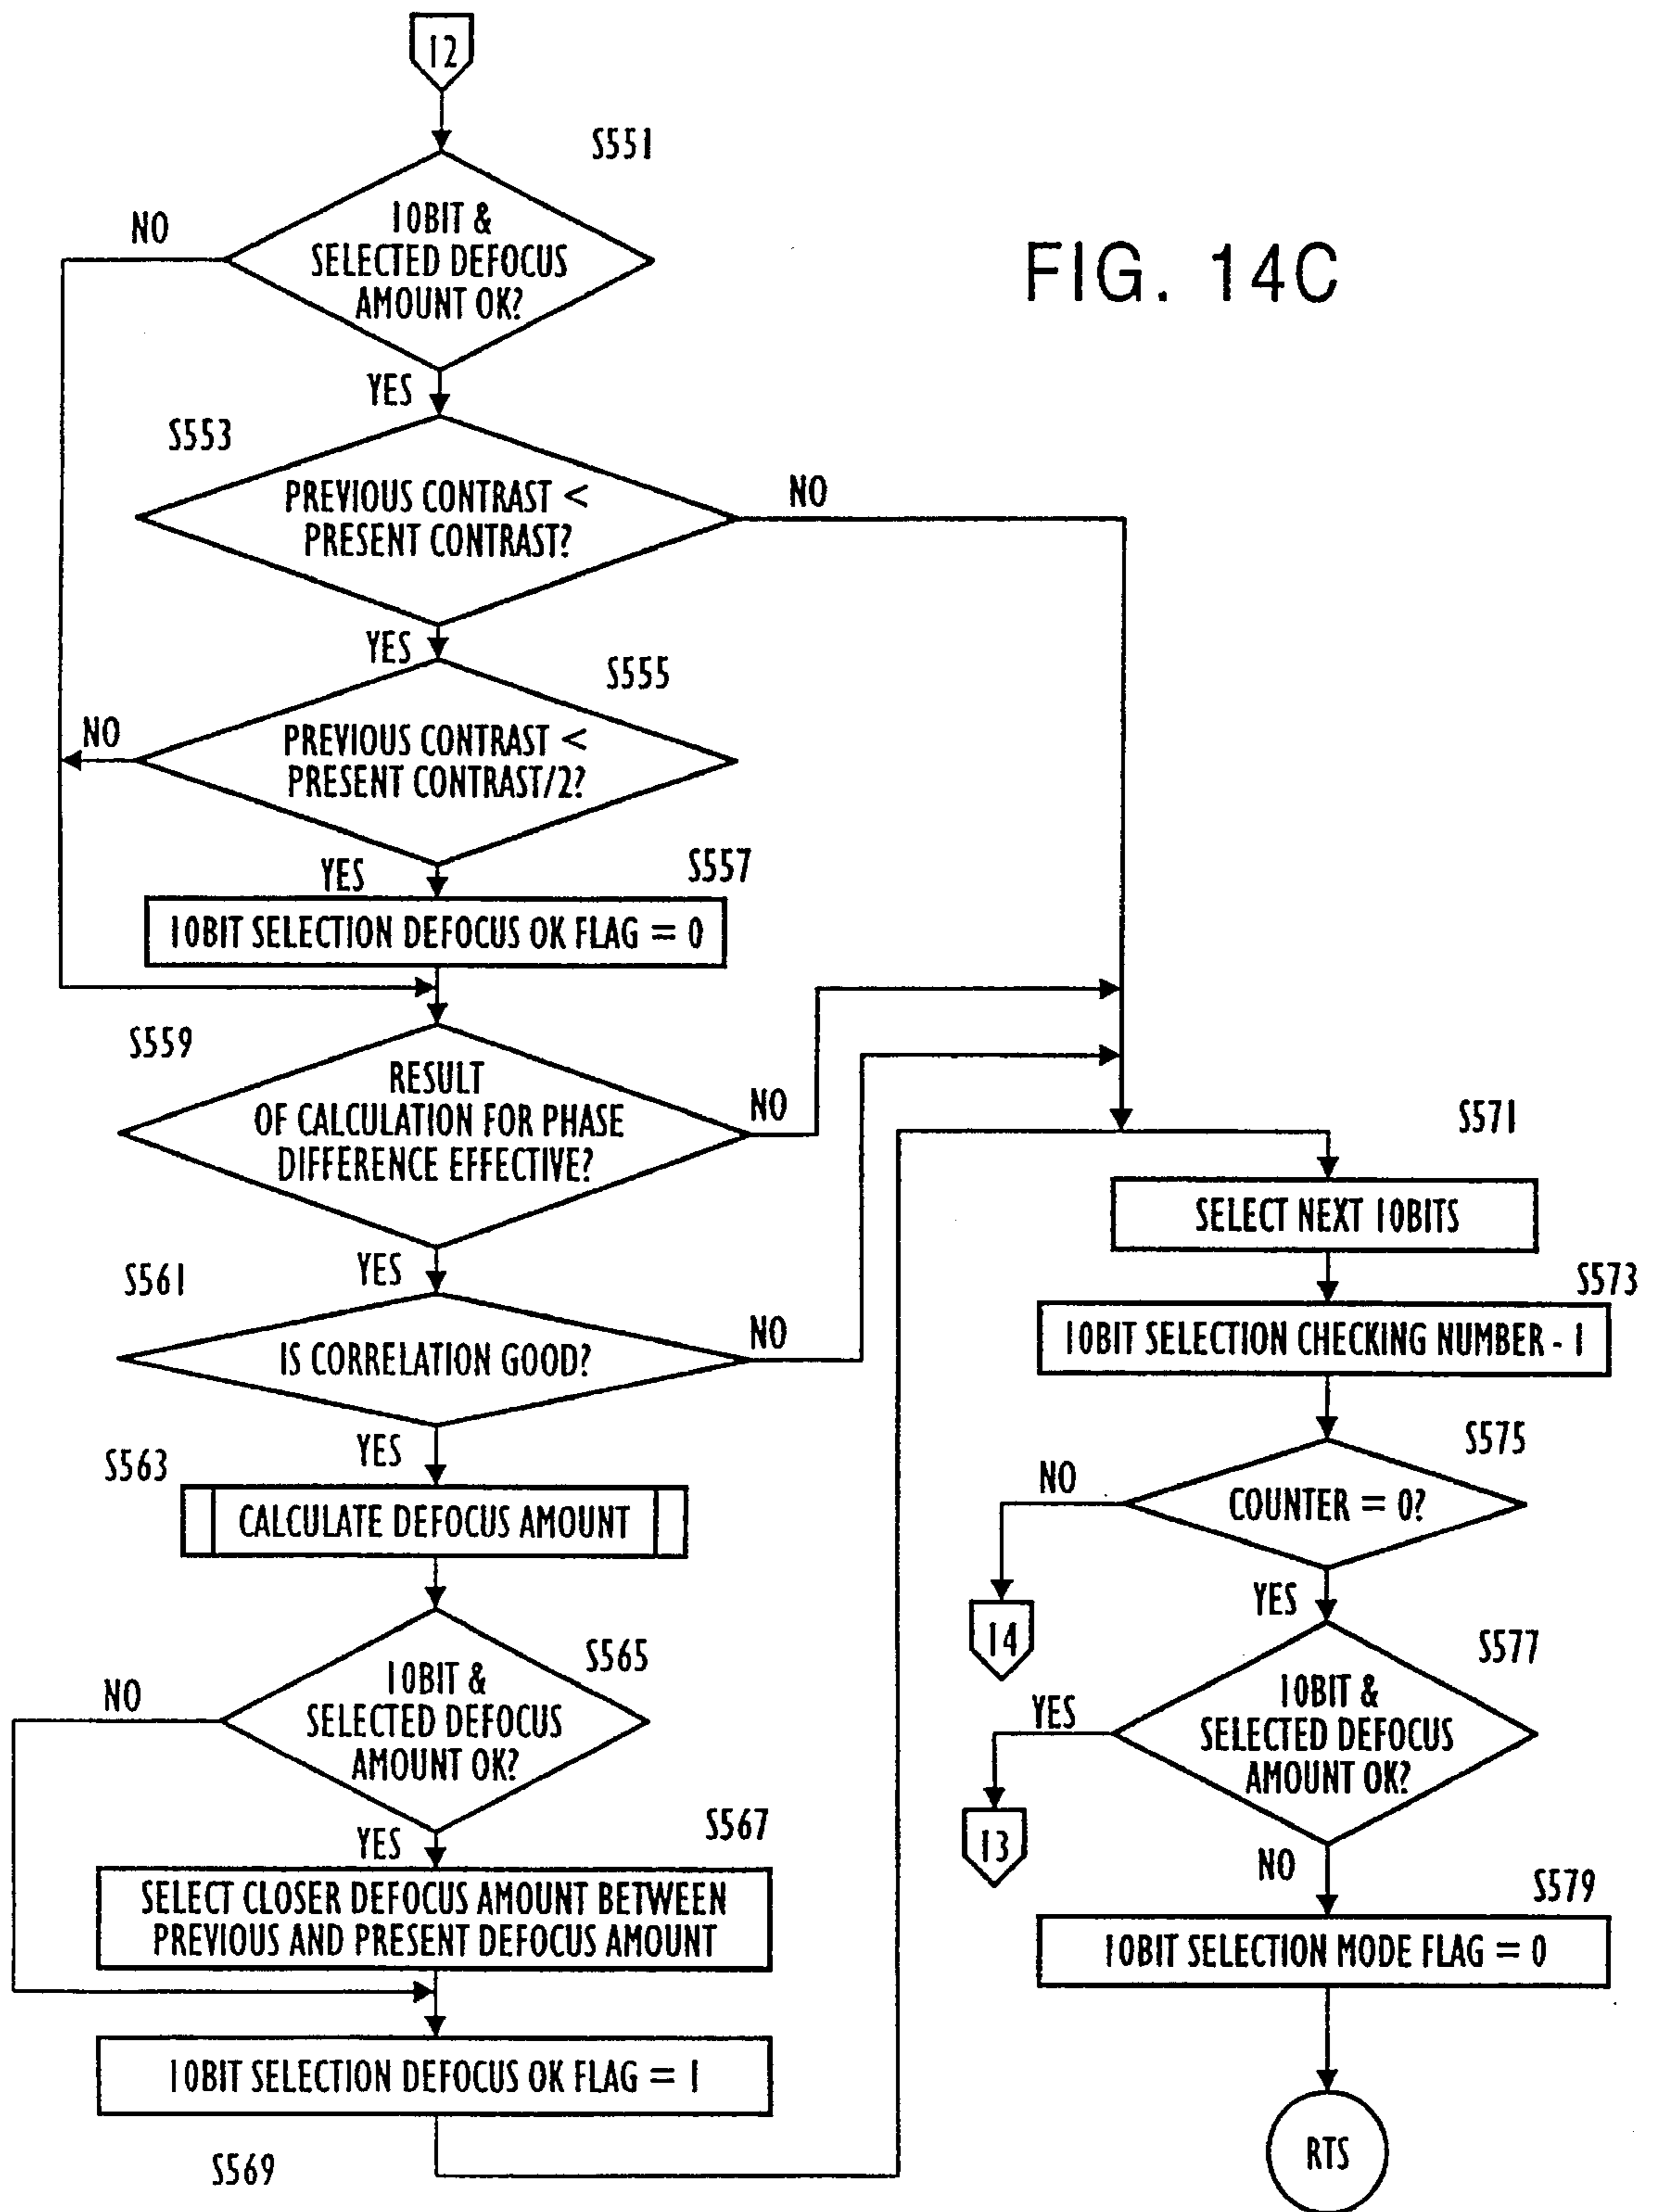 12
S551
10BIT &
SELECTED DEFOCUS
AMOUNT OK?
NO
YES
FIG. 14C
S553
PREVIOUS CONTRAST <
PRESENT CONTRAST?
NO
YES
S555
PREVIOUS CONTRAST <
PRESENT CONTRAST/2?
NO
YES
S557
10BIT SELECTION DEFOCUS OK FLAG = 0
S559
RESULT
OF CALCULATION FOR PHASE
DIFFERENCE EFFECTIVE?
NO
YES
S561
IS CORRELATION GOOD?
NO
YES
S563
CALCULATE DEFOCUS AMOUNT
S565
10BIT &
SELECTED DEFOCUS
AMOUNT OK?
NO
YES
S567
SELECT CLOSER DEFOCUS AMOUNT BETWEEN
PREVIOUS AND PRESENT DEFOCUS AMOUNT
10BIT SELECTION DEFOCUS OK FLAG = 1
S569
S571
SELECT NEXT 10BITS
S573
10BIT SELECTION CHECKING NUMBER - 1
S575
COUNTER = 0?
NO
14
YES
S577
10BIT &
SELECTED DEFOCUS
AMOUNT OK?
YES
13
NO
S579
10BIT SELECTION MODE FLAG = 0
RTS